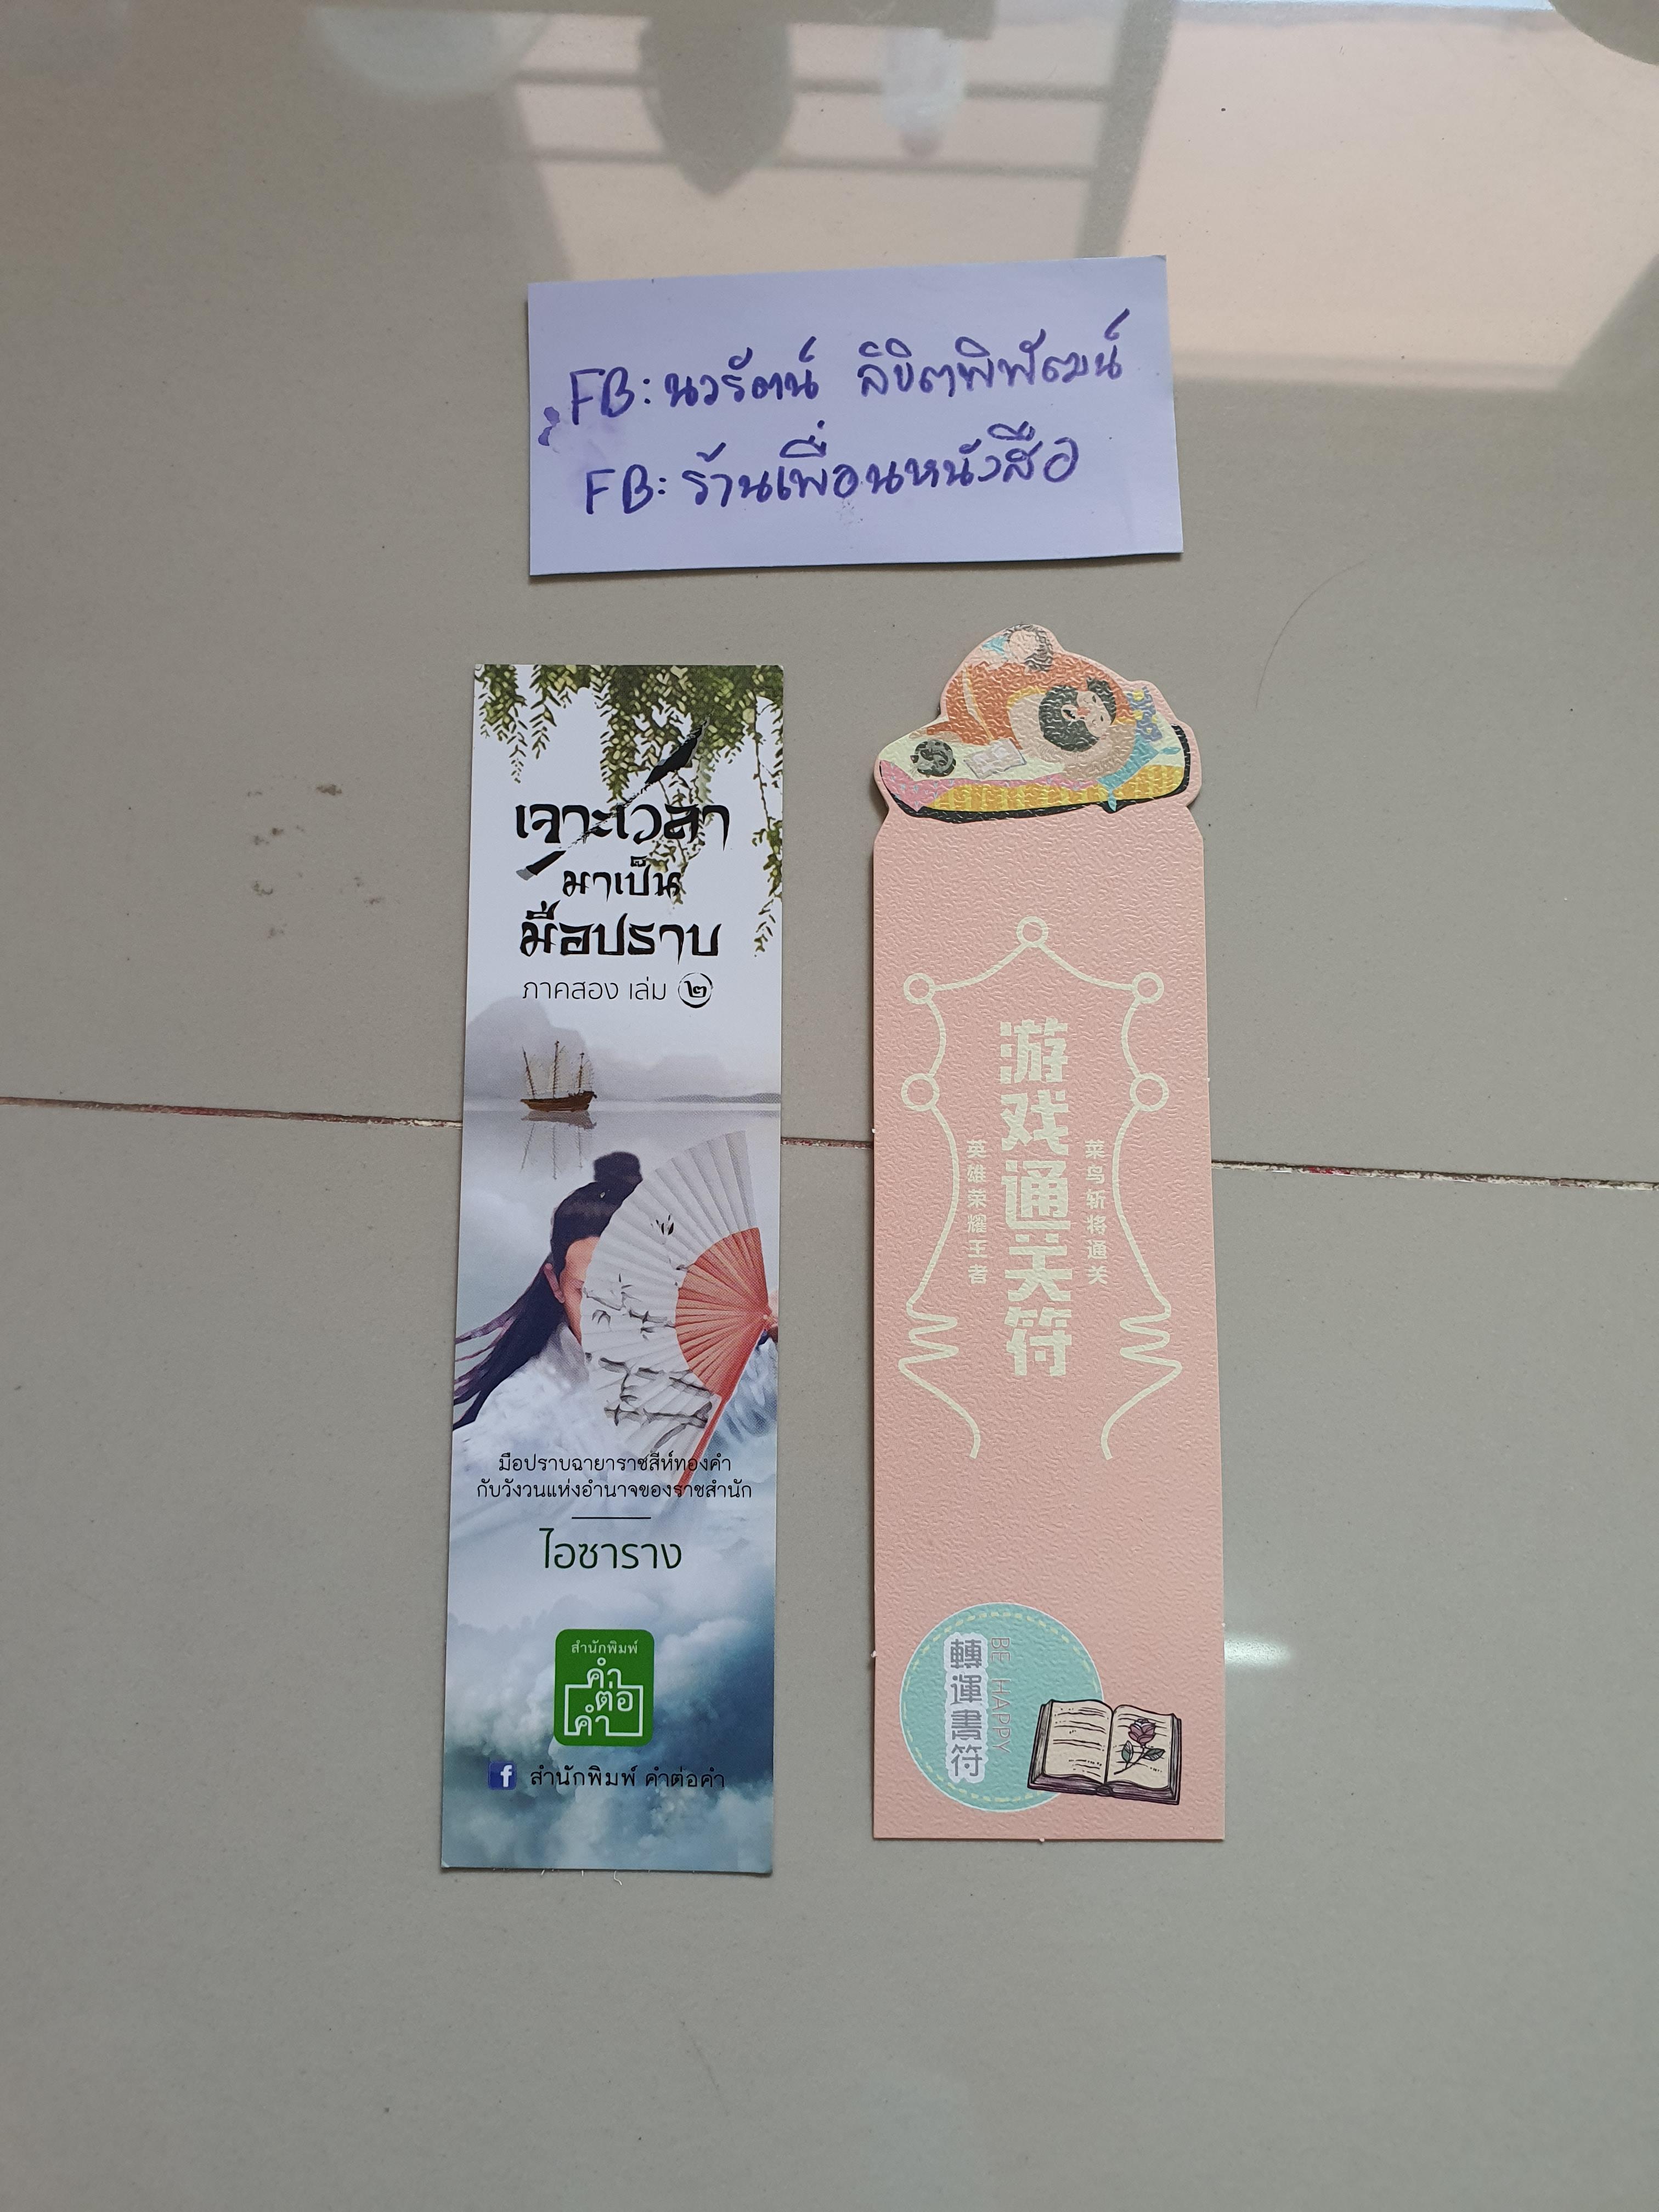 FB: นวรัตน์ ลิขิตพิพัฒน์
FB: ร้านเพื่อนหนังสือ
เจาะเวลา
มาเป็น
มือปราบ
ภาคสอง เล่ม ๒
มือปราบฉายาราชสีห์ทองคำ
กับวังวนแห่งอำนาจของราชสำนัก
ไอซาราง
สำนักพิมพ์
คำ
ต่อ
คำ
f สำนักพิมพ์ คำต่อคำ
游戏通关符
菜鸟斩将通关
英雄荣耀王者
BE HAPPY
轉運書符